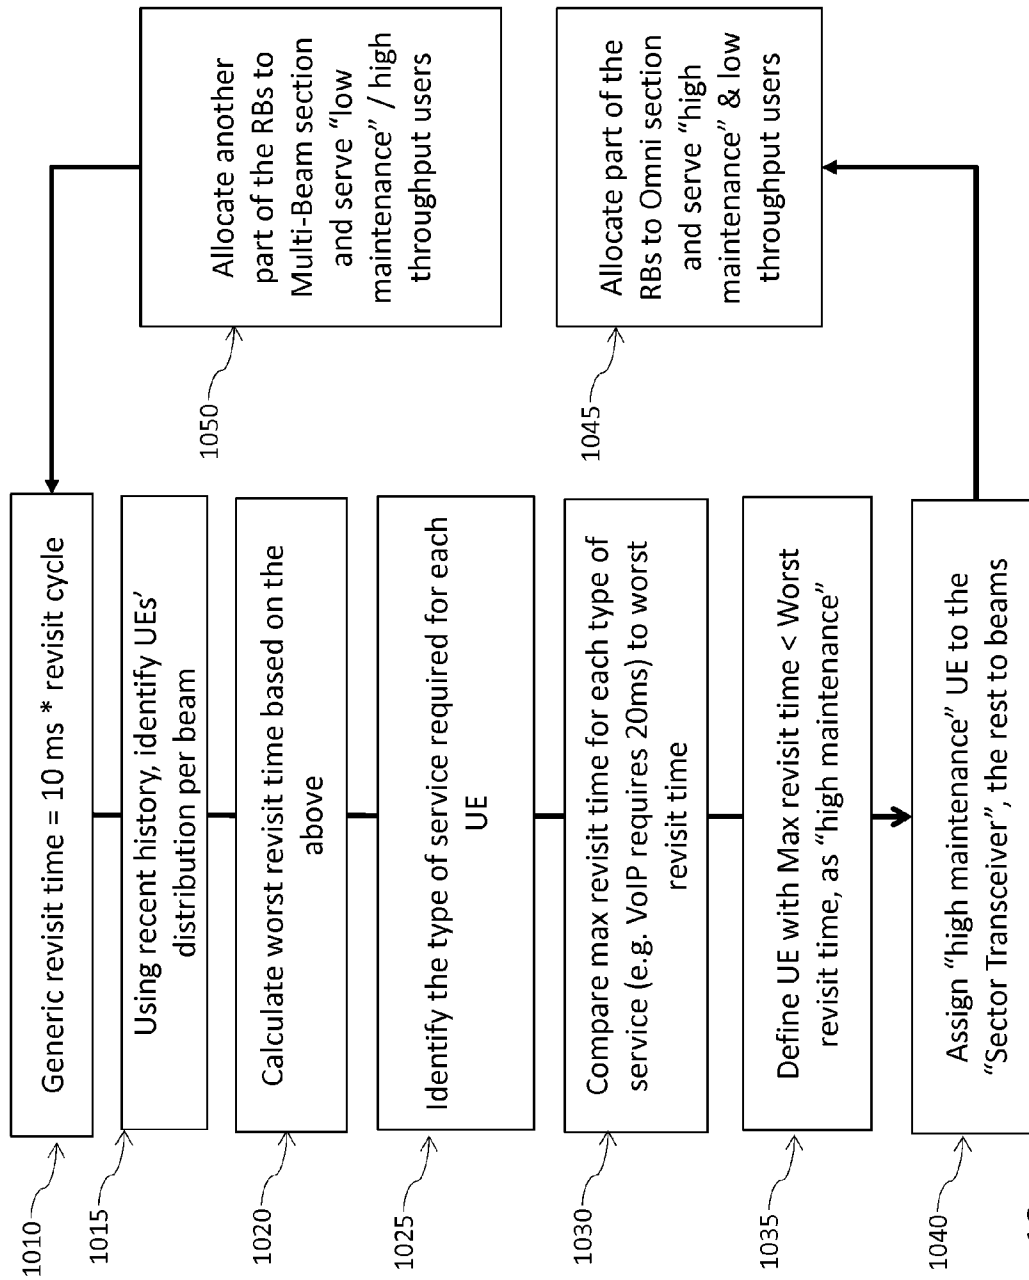 1010
Generic revisit time = 10 ms * revisit cycle
1015
Using recent history, identify UEs’
distribution per beam
1020
Calculate worst revisit time based on the
above
1025
Identify the type of service required for each
UE
1030
Compare max revisit time for each type of
service (e.g. VoIP requires 20ms) to worst
revisit time
1035
Define UE with Max revisit time < Worst
revisit time, as “high maintenance”
1040
Assign “high maintenance” UE to the
“Sector Transceiver”, the rest to beams
1050
Allocate another
part of the RBs to
Multi-Beam section
and serve “low
maintenance” / high
throughput users
1045
Allocate part of the
RBs to Omni section
and serve “high
maintenance” & low
throughput users